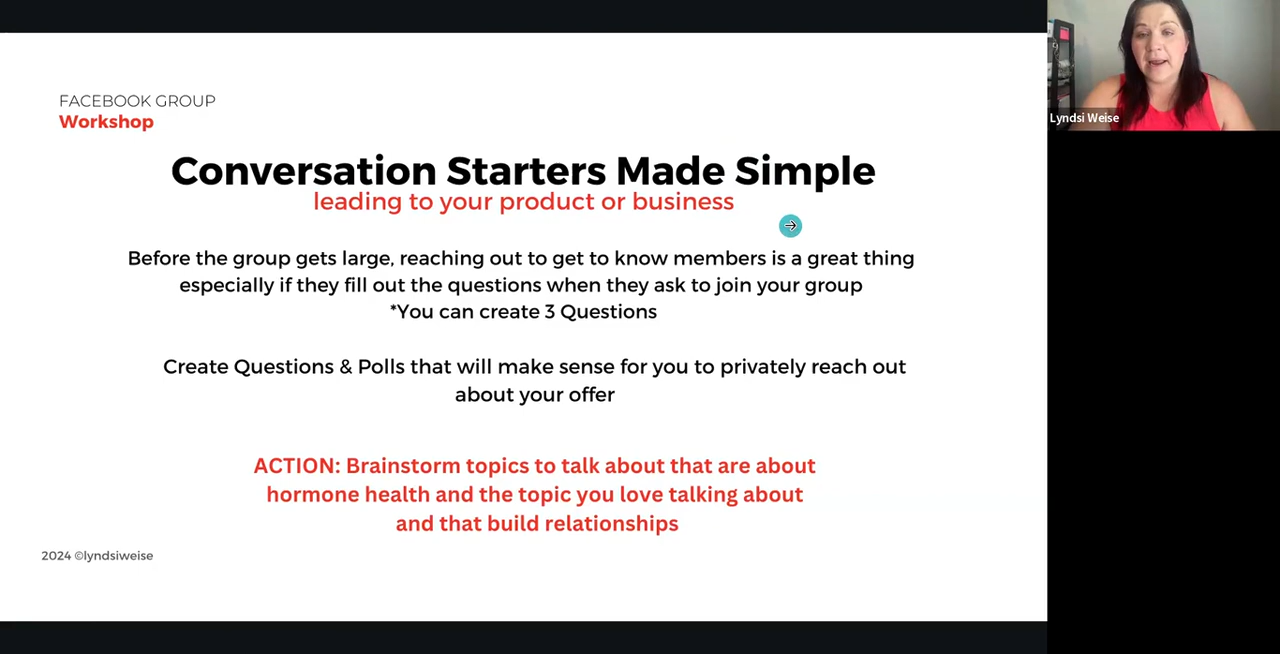 FACEBOOK GROUP
Workshop
Conversation Starters Made Simple
leading to your product or business
Before the group gets large, reaching out to get to know members is a great thing
especially if they fill out the questions when they ask to join your group
*You can create 3 Questions
Create Questions & Polls that will make sense for you to privately reach out
about your offer
ACTION: Brainstorm topics to talk about that are about
hormone health and the topic you love talking about
and that build relationships
2024 ©lyndsiweise
Lyndsi Weise